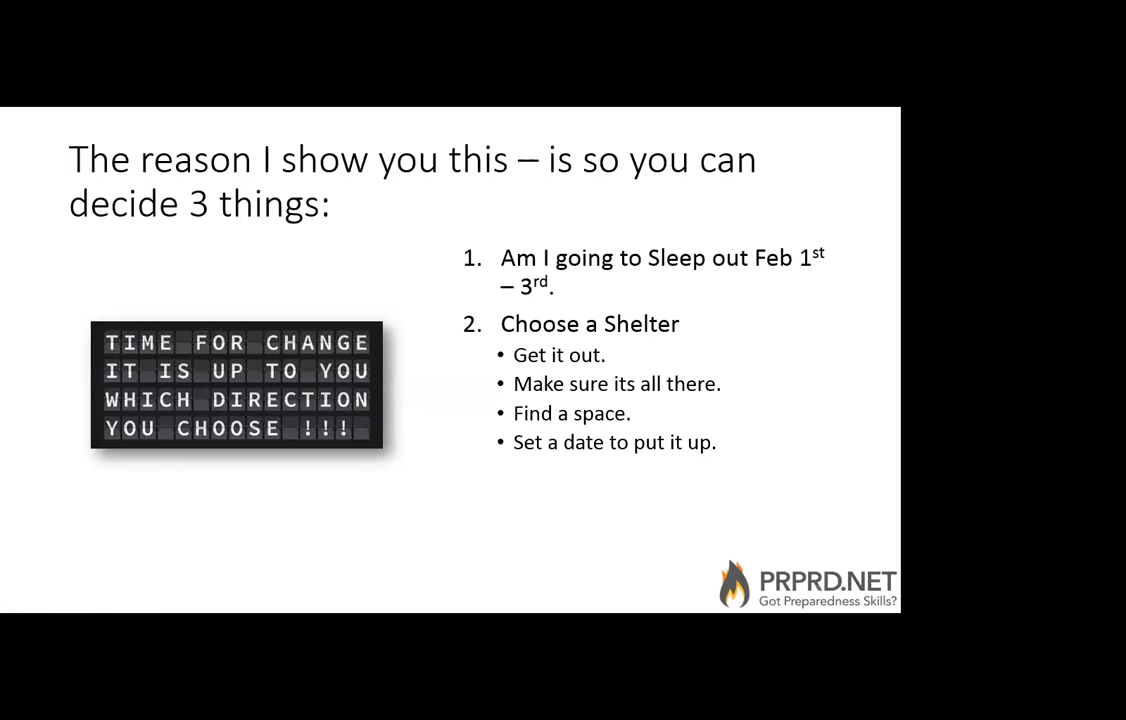 The reason I show you this – is so you can
decide 3 things:
1. Am I going to Sleep out Feb 1st
– 3rd.
2. Choose a Shelter
• Get it out.
• Make sure its all there.
• Find a space.
• Set a date to put it up.
TIME FOR CHANGE
IT IS UP TO YOU
WHICH DIRECTION
YOU CHOOSE !!!
PRPRD.NET
Got Preparedness Skills?